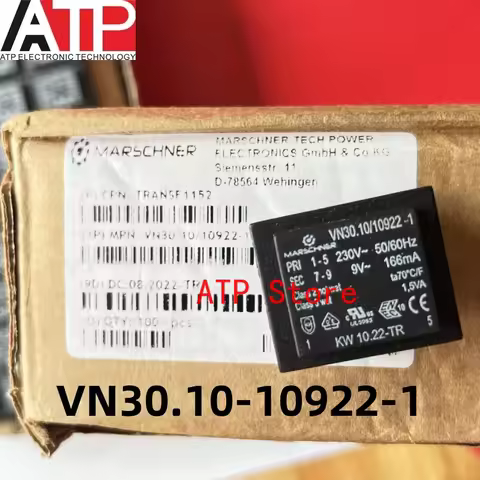 ATP
ATP ELECTRONIC TECHNOLOGY
MARSCHNER
MARSCHNER TECH POWER
ELECTRONICS GmbH & Co.KG
Siemensstr. 11
D-78564 Wehingen
TRANSF1152
MPN: VN30.10/10922-1
(9D) DC: 08.2022-TR
QTY: 100 pcs
MARSCHNER
VN30.10/10922-1
PRI 1-5 230V~ 50/60Hz
SEC 7-9 9V~ 166mA
ta70°C/F
1,5VA
ATP Store
1
KW 10.22-TR
5
VN30.10-10922-1